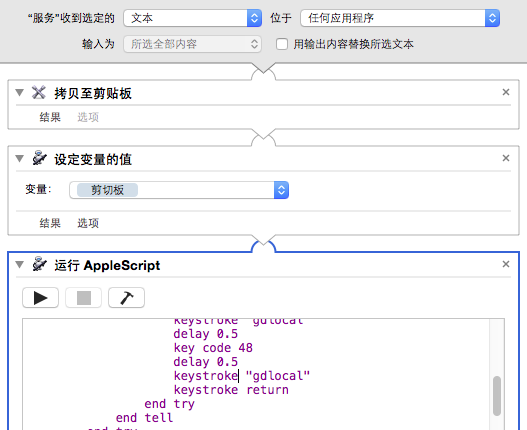 “服务”收到选定的 文本 位于 任何应用程序
输入为 所选全部内容 用输出内容替换所选文本
拷贝至剪贴板
结果 选项
设定变量的值
变量: 剪切板
结果 选项
运行 AppleScript
keystroke "gdlocal"
delay 0.5
key code 48
delay 0.5
keystroke "gdlocal"
keystroke return
end try
end tell
end try